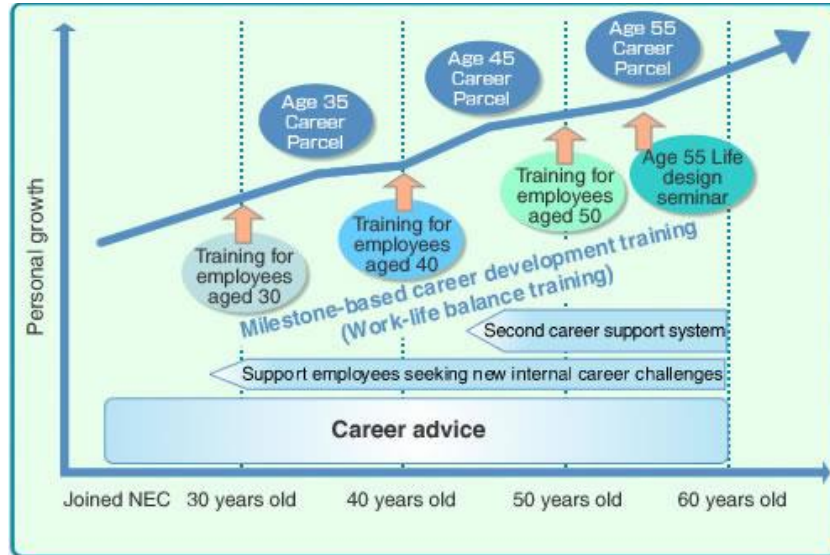 Age 55
Career
Parcel
Age 45
Career
Parcel
Age 35
Career
Parcel
Personal growth
Training for
employees
aged 30
Training for
employees
aged 40
Training for
employees
aged 50
Age 55 Life
design
seminar
Milestone-based career development training
(Work-life balance training)
Second career support system
Support employees seeking new internal career challenges
Career advice
Joined NEC
30 years old
40 years old
50 years old
60 years old